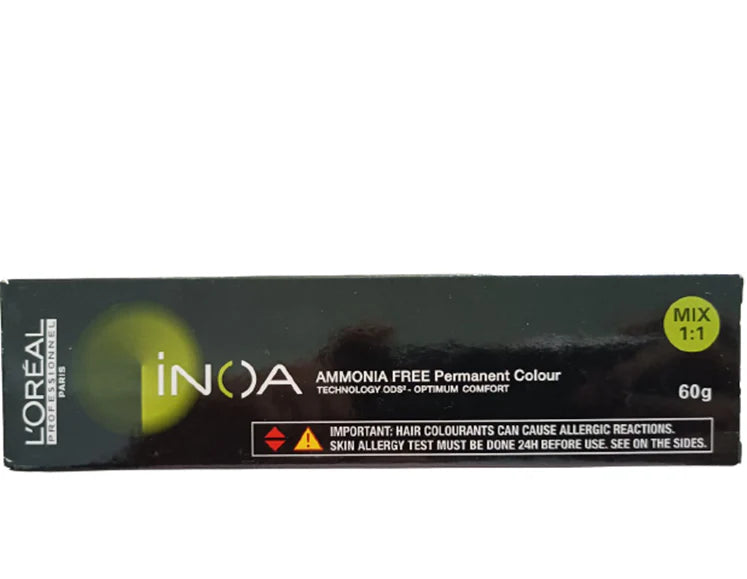 L'ORÉAL
PROFESSIONNEL
PARIS
iNOA
AMMONIA FREE Permanent Colour
TECHNOLOGY ODS² - OPTIMUM COMFORT
MIX
1:1
60g
IMPORTANT: HAIR COLOURANTS CAN CAUSE ALLERGIC REACTIONS.
SKIN ALLERGY TEST MUST BE DONE 24H BEFORE USE. SEE ON THE SIDES.